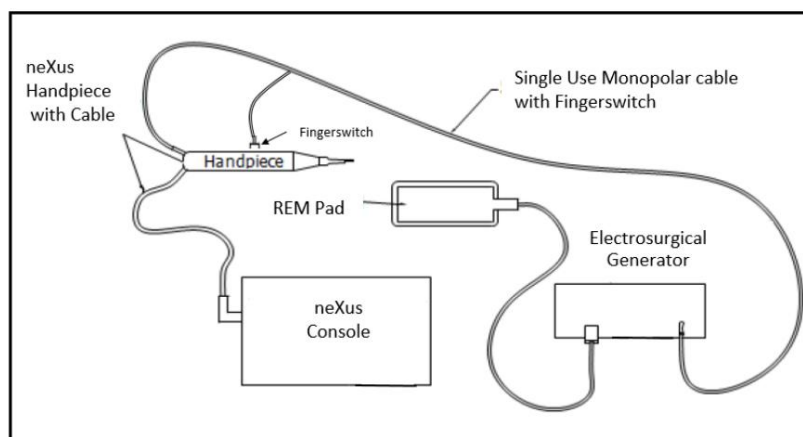 neXus
Handpiece
with Cable
Single Use Monopolar cable
with Fingerswitch
Fingerswitch
Handpiece
REM Pad
Electrosurgical
Generator
neXus
Console